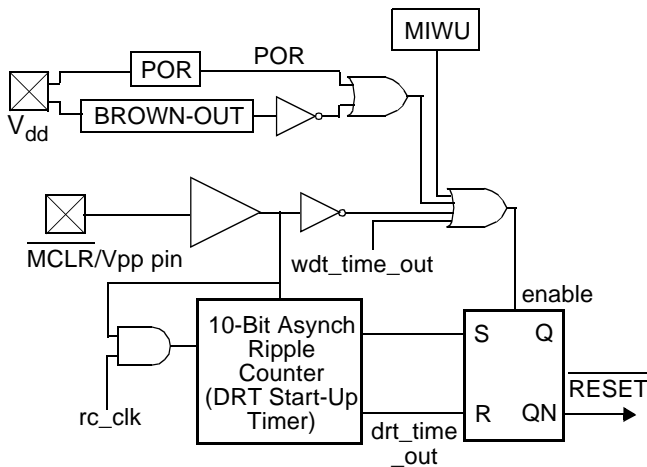 MIWU
POR
POR
BROWN-OUT
Vdd
MCLR/Vpp pin
wdt_time_out
enable
10-Bit Asynch
Ripple
Counter
(DRT Start-Up
Timer)
S Q
RESET
R QN
rc_clk
drt_time
_out